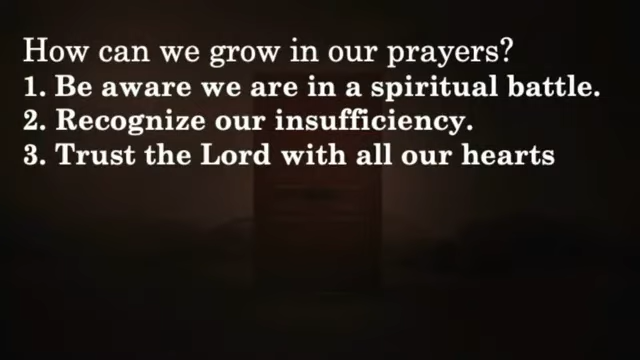 How can we grow in our prayers?
1. Be aware we are in a spiritual battle.
2. Recognize our insufficiency.
3. Trust the Lord with all our hearts